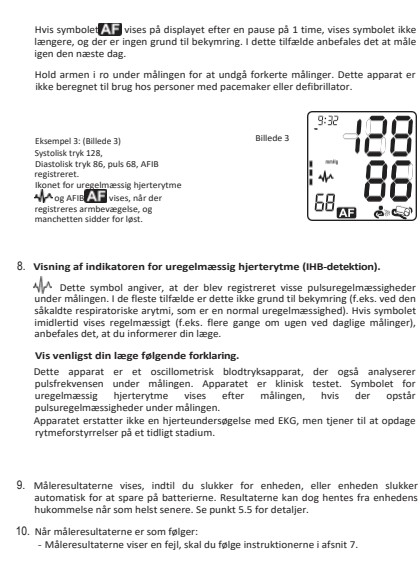 Hvis symbolet AF vises på displayet efter en pause på 1 time, vises symbolet ikke
længere, og der er ingen grund til bekymring. I dette tilfælde anbefales det at måle
igen den næste dag.
Hold armen i ro under målingen for at undgå forkerte målinger. Dette apparat er
ikke beregnet til brug hos personer med pacemaker eller defibrillator.
Eksempel 3: (Billede 3)
Systolisk tryk 128,
Diastolisk tryk 86, puls 68, AFIB
registreret.
Ikonet for uregelmæssig hjerterytme
og AFIB AF vises, når der
registreres armbevægelse, og
manchetten sidder for løst.
Billede 3
9:32
128
mmHg
86
68 AF
8. Visning af indikatoren for uregelmæssig hjerterytme (IHB-detektion).
Dette symbol angiver, at der blev registreret visse pulsuregelmæssigheder
under målingen. I de fleste tilfælde er dette ikke grund til bekymring (f.eks. ved den
såkaldte respiratoriske arytmi, som er en normal uregelmæssighed). Hvis symbolet
imidlertid vises regelmæssigt (f.eks. flere gange om ugen ved daglige målinger),
anbefales det, at du informerer din læge.
Vis venligst din læge følgende forklaring.
Dette apparat er et oscillometrisk blodtryksapparat, der også analyserer
pulsfrekvensen under målingen. Apparatet er klinisk testet. Symbolet for
uregelmæssig hjerterytme vises efter målingen, hvis der opstår
pulsuregelmæssigheder under målingen.
Apparatet erstatter ikke en hjerteundersøgelse med EKG, men tjener til at opdage
rytmeforstyrrelser på et tidligt stadium.
9. Måleresultaterne vises, indtil du slukker for enheden, eller enheden slukker
automatisk for at spare på batterierne. Resultaterne kan dog hentes fra enhedens
hukommelse når som helst senere. Se punkt 5.5 for detaljer.
10. Når måleresultaterne er som følger:
- Måleresultaterne viser en fejl, skal du følge instruktionerne i afsnit 7.